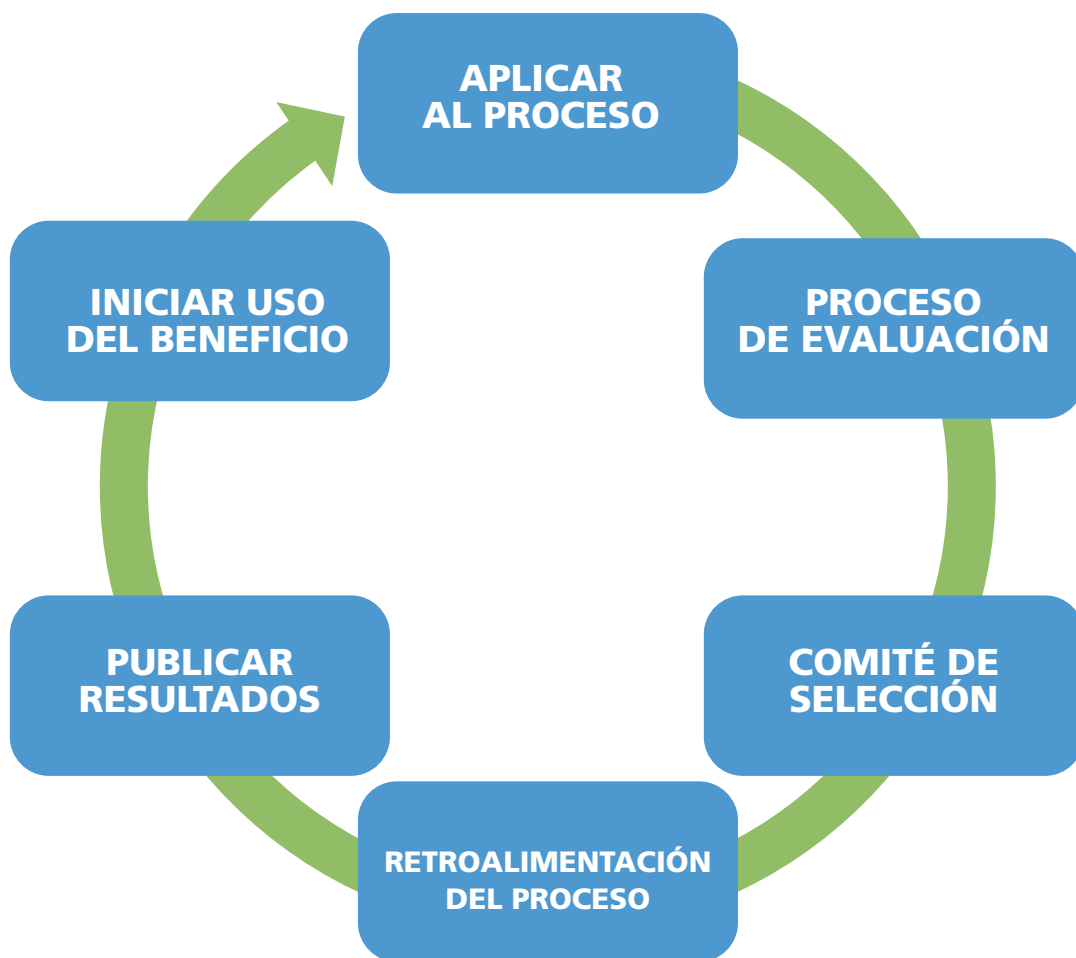 APLICAR
AL PROCESO
PROCESO
DE EVALUACIÓN
COMITÉ DE
SELECCIÓN
RETROALIMENTACIÓN
DEL PROCESO
PUBLICAR
RESULTADOS
INICIAR USO
DEL BENEFICIO